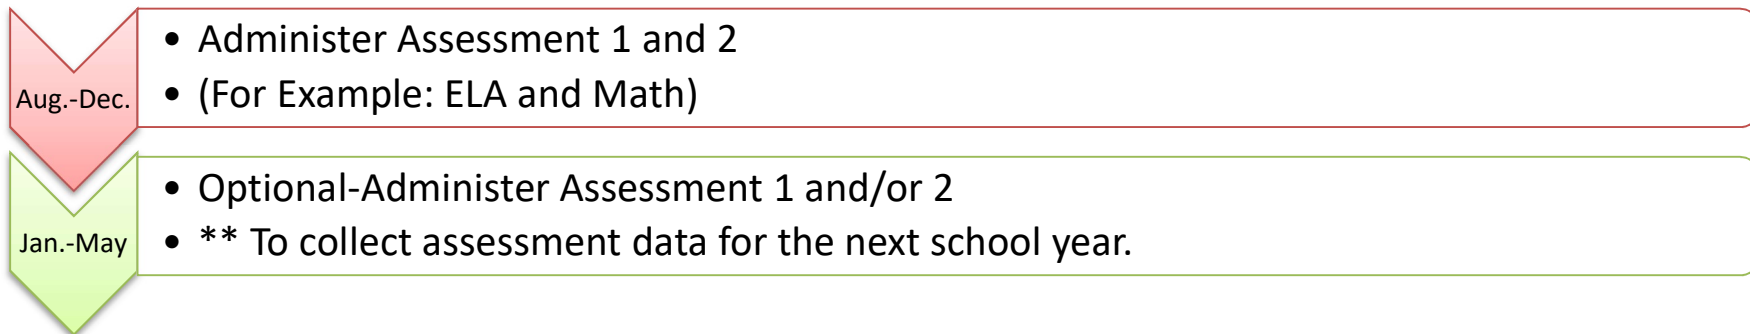 Aug.-Dec.
• Administer Assessment 1 and 2
• (For Example: ELA and Math)
Jan.-May
• Optional-Administer Assessment 1 and/or 2
• ** To collect assessment data for the next school year.